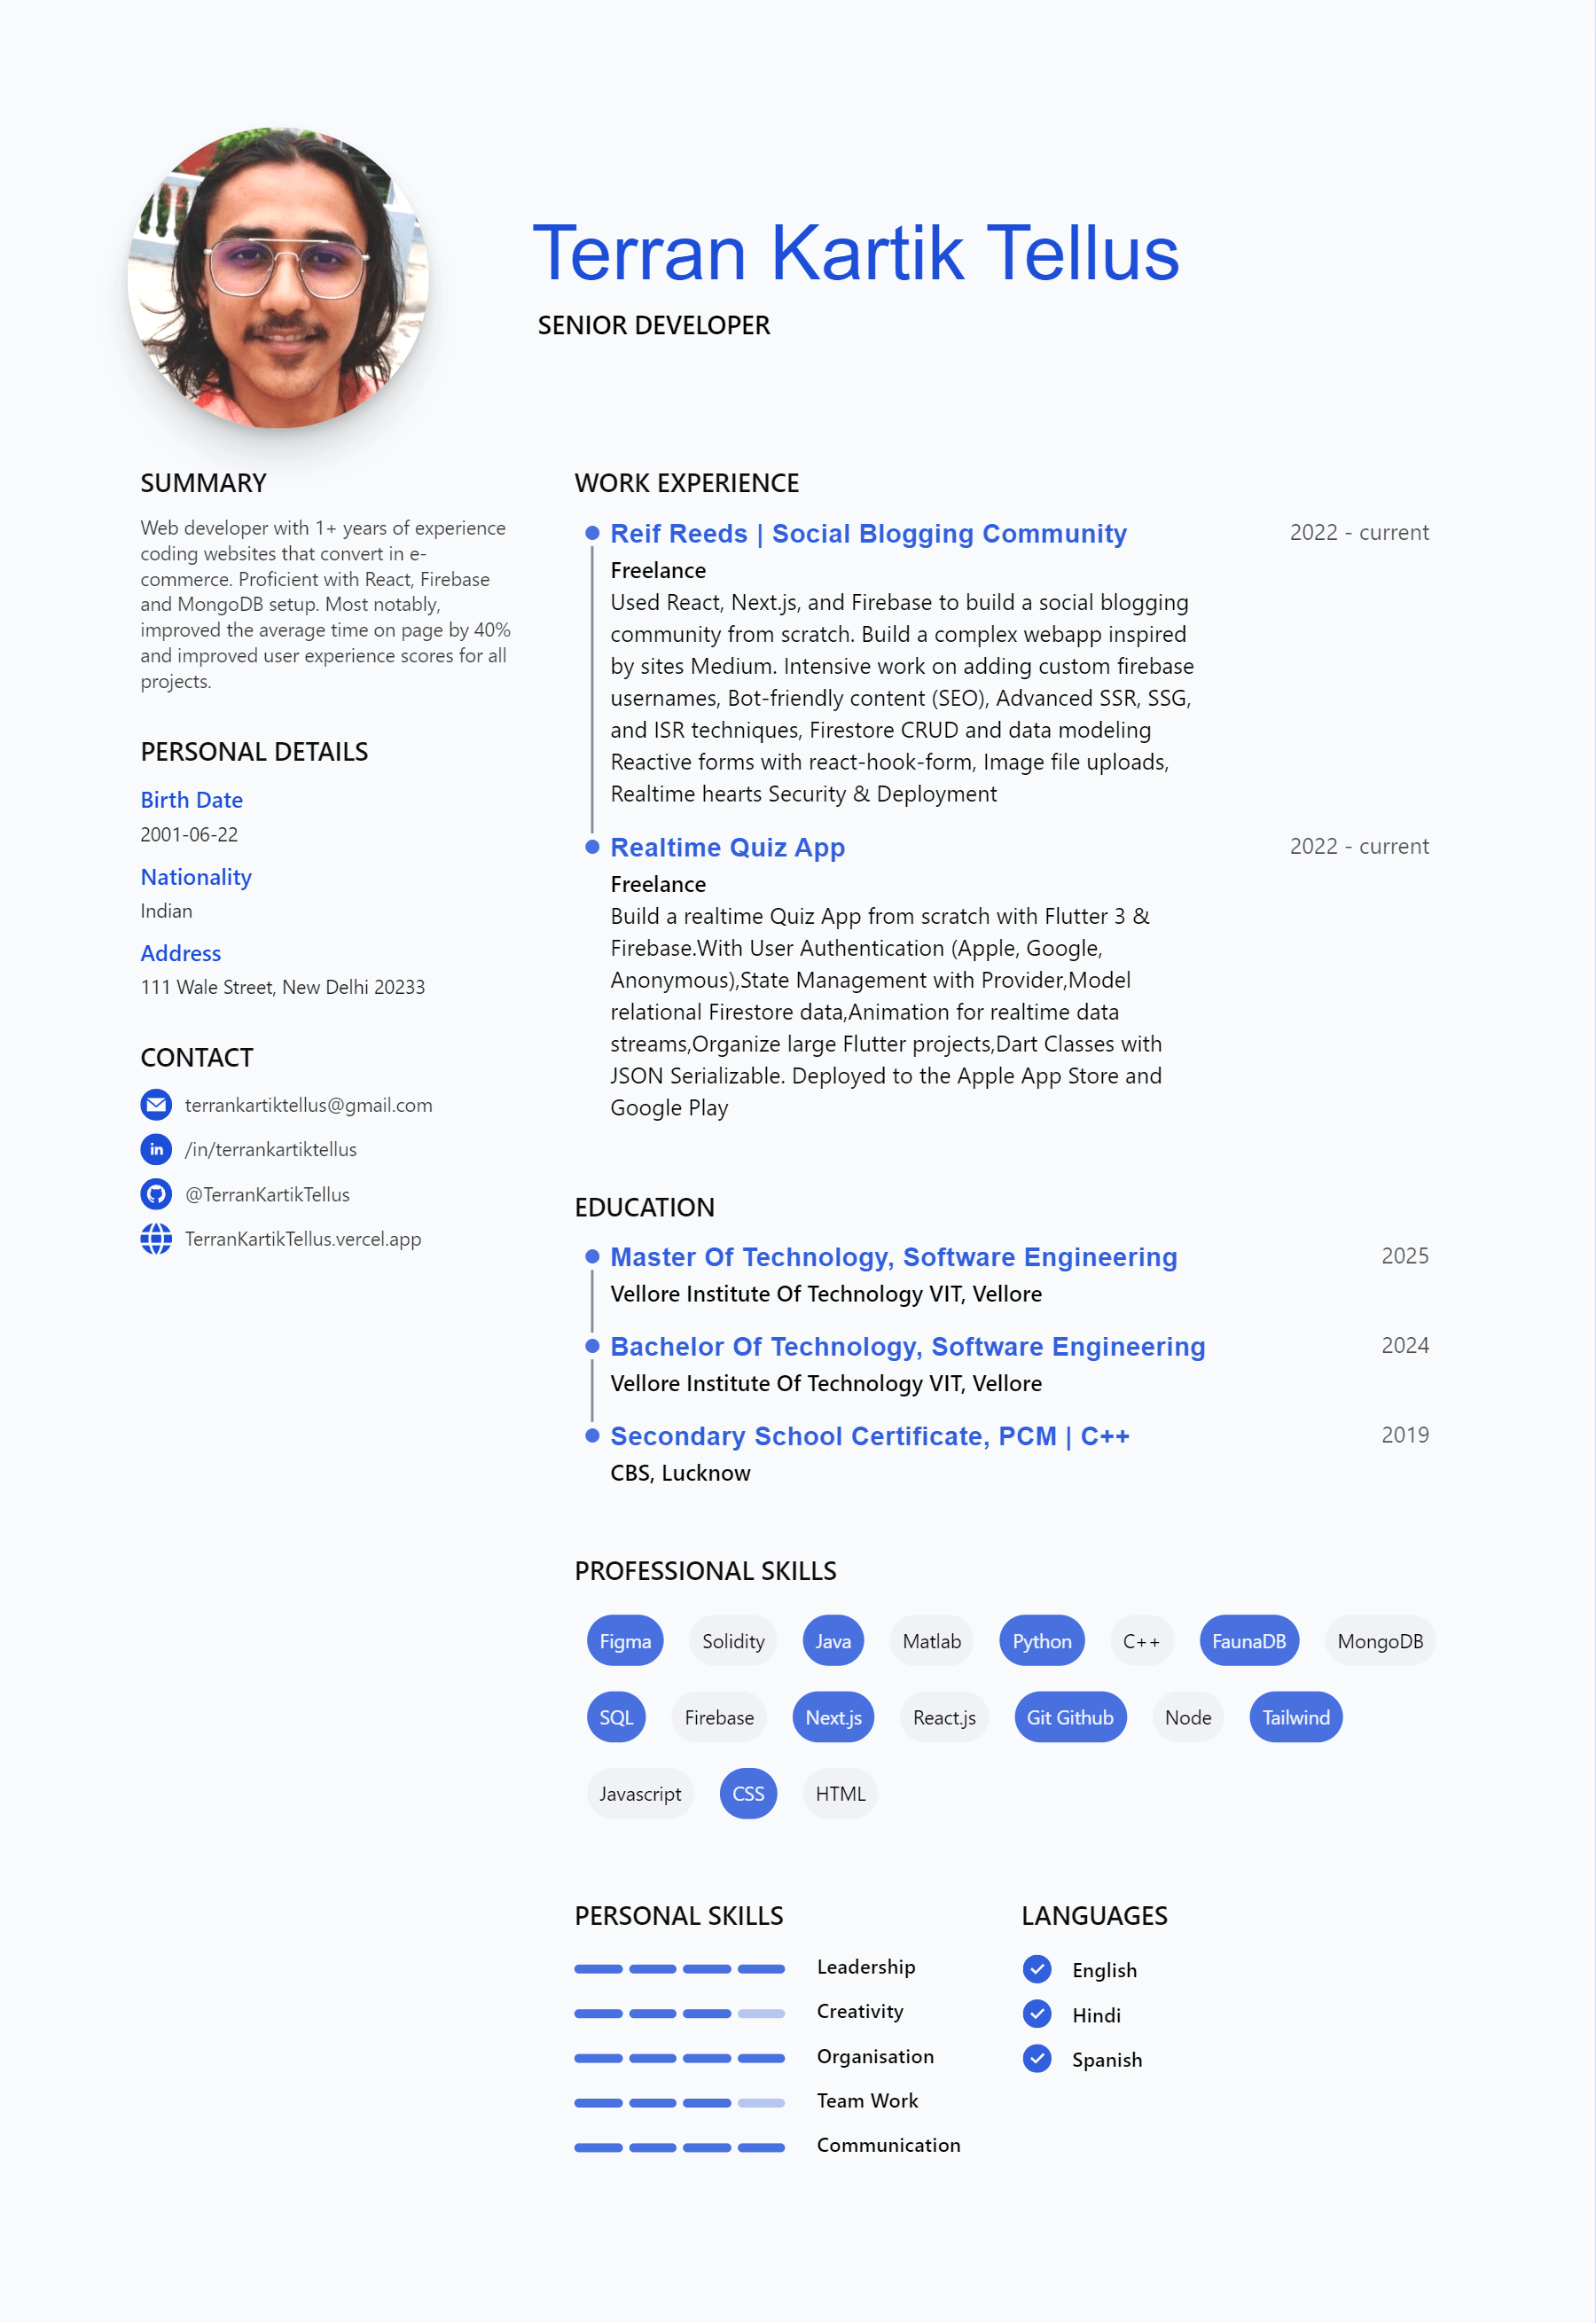 Terran Kartik Tellus
SENIOR DEVELOPER
SUMMARY
Web developer with 1+ years of experience
coding websites that convert in e-
commerce. Proficient with React, Firebase
and MongoDB setup. Most notably,
improved the average time on page by 40%
and improved user experience scores for all
projects.
PERSONAL DETAILS
Birth Date
2001-06-22
Nationality
Indian
Address
111 Wale Street, New Delhi 20233
CONTACT
terrankartiktellus@gmail.com
in /in/terrankartiktellus
@TerranKartikTellus
TerranKartikTellus.vercel.app
WORK EXPERIENCE
Reif Reeds | Social Blogging Community 2022 - current
Freelance
Used React, Next.js, and Firebase to build a social blogging
community from scratch. Build a complex webapp inspired
by sites Medium. Intensive work on adding custom firebase
usernames, Bot-friendly content (SEO), Advanced SSR, SSG,
and ISR techniques, Firestore CRUD and data modeling
Reactive forms with react-hook-form, Image file uploads,
Realtime hearts Security & Deployment
Realtime Quiz App 2022 - current
Freelance
Build a realtime Quiz App from scratch with Flutter 3 &
Firebase.With User Authentication (Apple, Google,
Anonymous),State Management with Provider,Model
relational Firestore data,Animation for realtime data
streams,Organize large Flutter projects,Dart Classes with
JSON Serializable. Deployed to the Apple App Store and
Google Play
EDUCATION
Master Of Technology, Software Engineering 2025
Vellore Institute Of Technology VIT, Vellore
Bachelor Of Technology, Software Engineering 2024
Vellore Institute Of Technology VIT, Vellore
Secondary School Certificate, PCM | C++ 2019
CBS, Lucknow
PROFESSIONAL SKILLS
Figma Solidity Java Matlab Python C++ FaunaDB MongoDB
SQL Firebase Next.js React.js Git Github Node Tailwind
Javascript CSS HTML
PERSONAL SKILLS
Leadership
Creativity
Organisation
Team Work
Communication
LANGUAGES
English
Hindi
Spanish